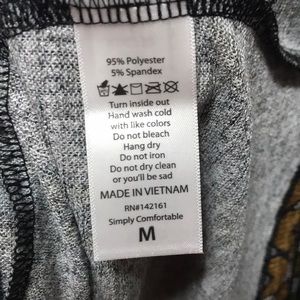 95% Polyester
5% Spandex
Turn inside out
Hand wash cold
with like colors
Do not bleach
Hang dry
Do not iron
Do not dry clean
or you'll be sad
MADE IN VIETNAM
RN#142161
Simply Comfortable
M